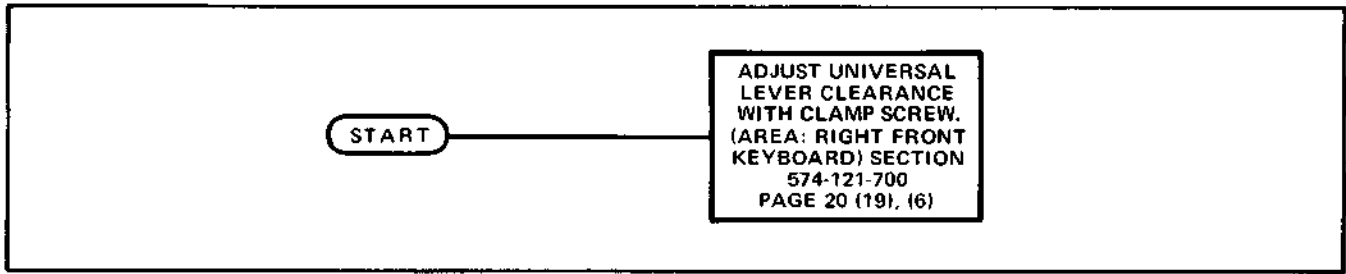 START
ADJUST UNIVERSAL
LEVER CLEARANCE
WITH CLAMP SCREW.
(AREA: RIGHT FRONT
KEYBOARD) SECTION
574-121-700
PAGE 20 (19), (6)